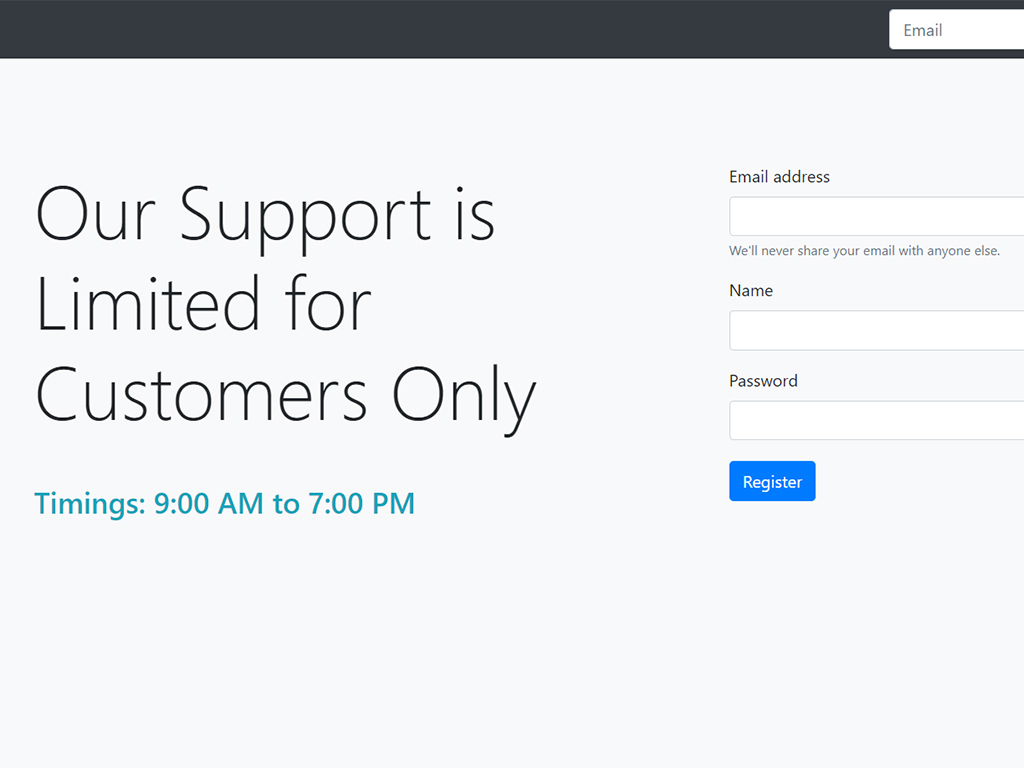 Email
Our Support is
Limited for
Customers Only
Timings: 9:00 AM to 7:00 PM
Email address
We'll never share your email with anyone else.
Name
Password
Register